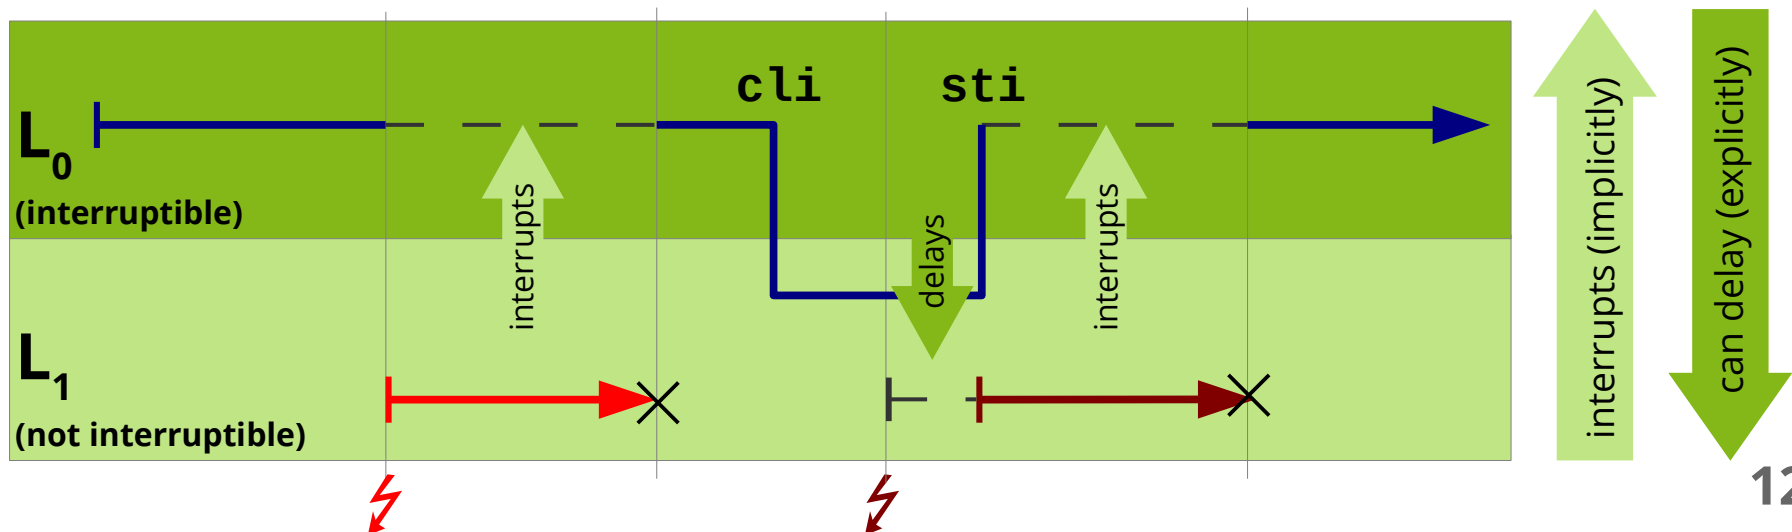 cli
sti
L0
(interruptible)
interrupts
delays
interrupts
L1
(not interruptible)
interrupts (implicitly)
can delay (explicitly)
12